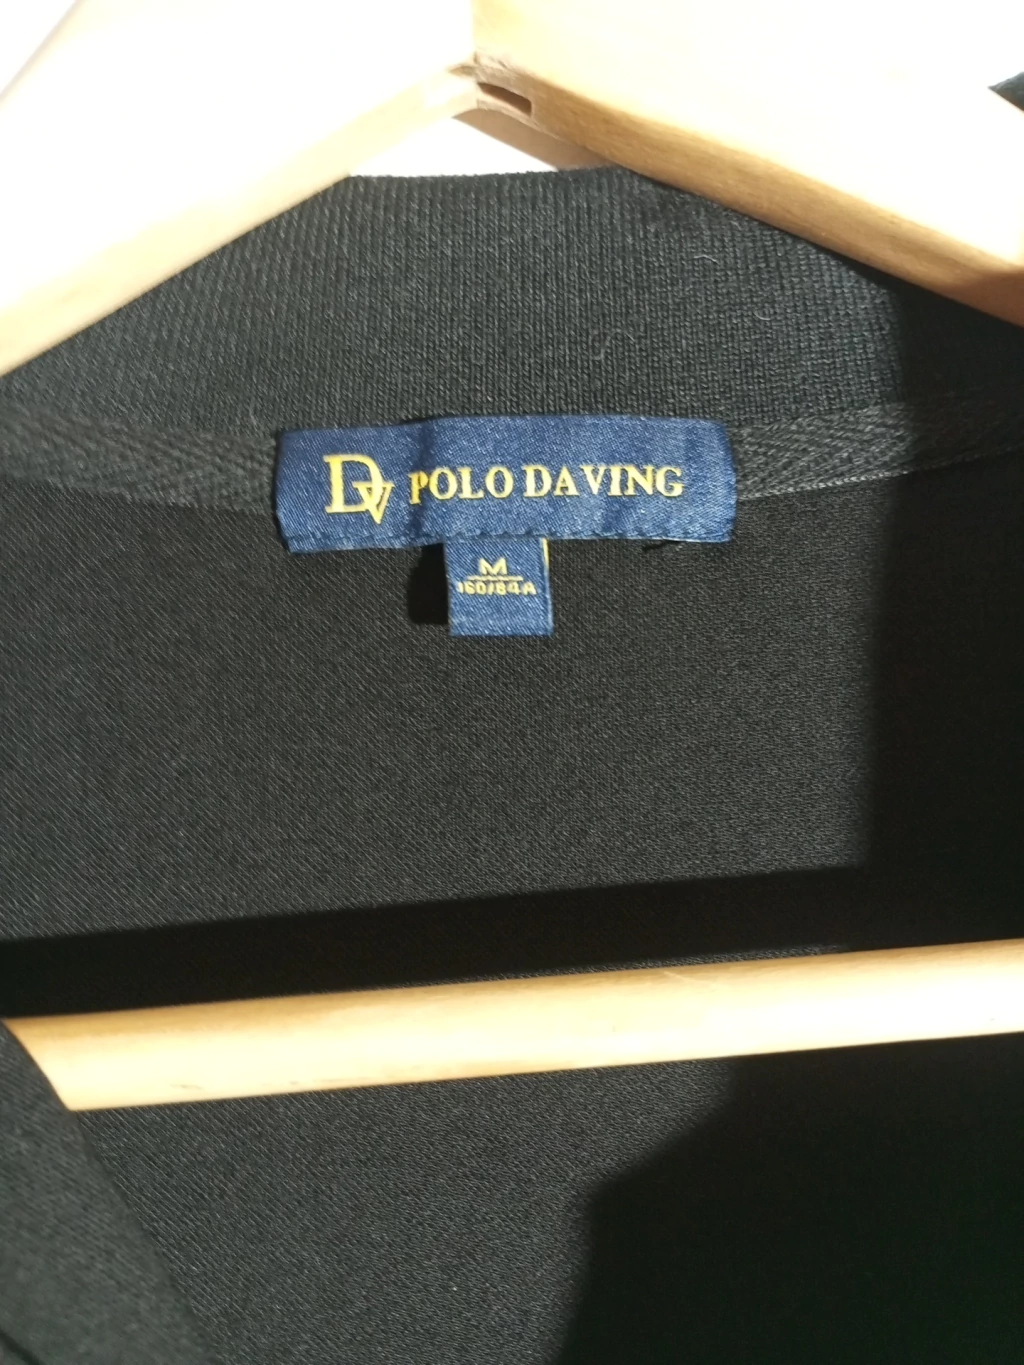 DV POLO DAVING
M
160/84A